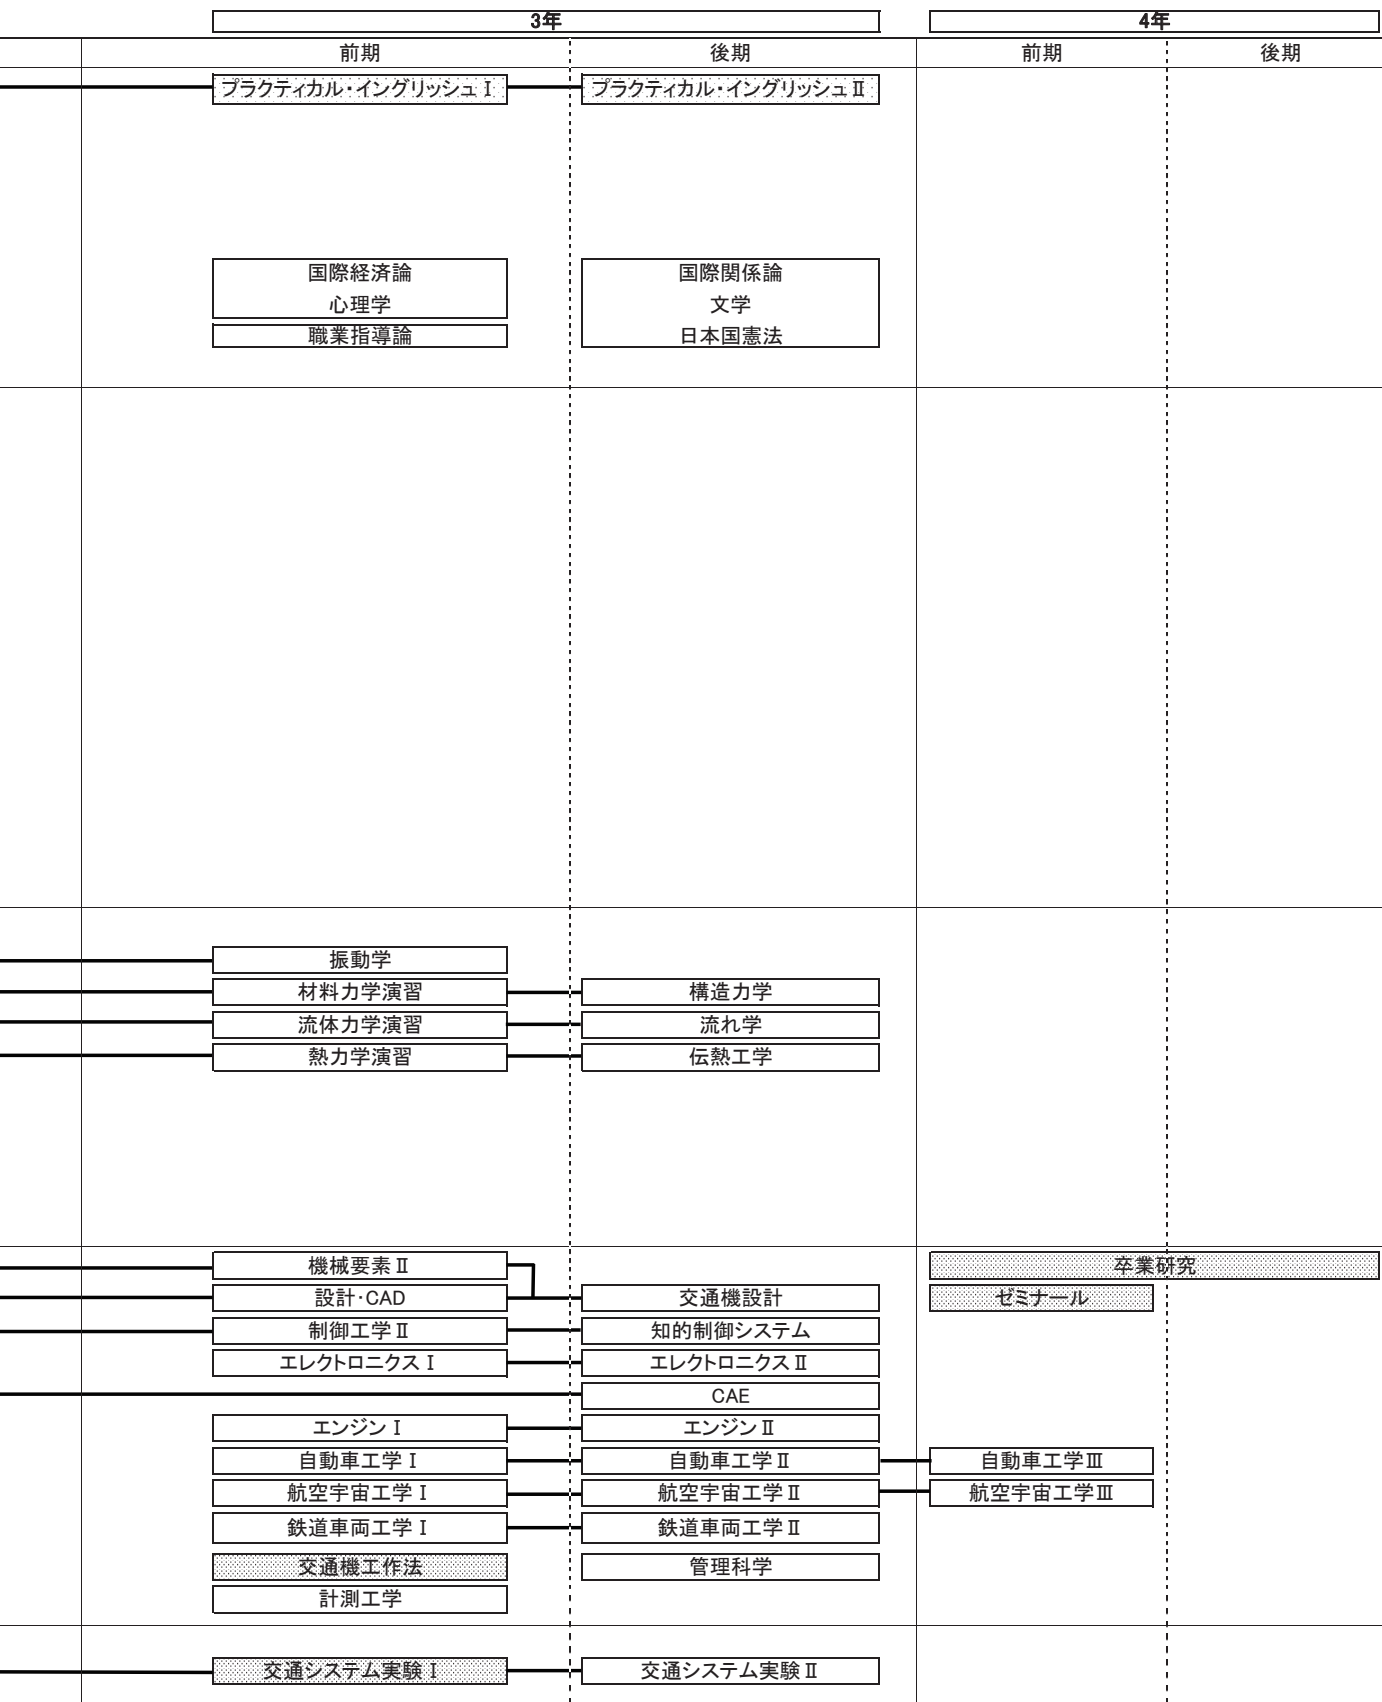 3年 4年
前期 後期 前期 後期
プラクティカル・イングリッシュⅠ プラクティカル・イングリッシュⅡ
国際経済論 国際関係論
心理学 文学
職業指導論 日本国憲法
振動学
材料力学演習 構造力学
流体力学演習 流れ学
熱力学演習 伝熱工学
機械要素Ⅱ 卒業研究
設計・CAD 交通機設計 ゼミナール
制御工学Ⅱ 知的制御システム
エレクトロニクスⅠ エレクトロニクスⅡ
CAE
エンジンⅠ エンジンⅡ
自動車工学Ⅰ 自動車工学Ⅱ 自動車工学Ⅲ
航空宇宙工学Ⅰ 航空宇宙工学Ⅱ 航空宇宙工学Ⅲ
鉄道車両工学Ⅰ 鉄道車両工学Ⅱ
交通機工作法 管理科学
計測工学
交通システム実験Ⅰ 交通システム実験Ⅱ